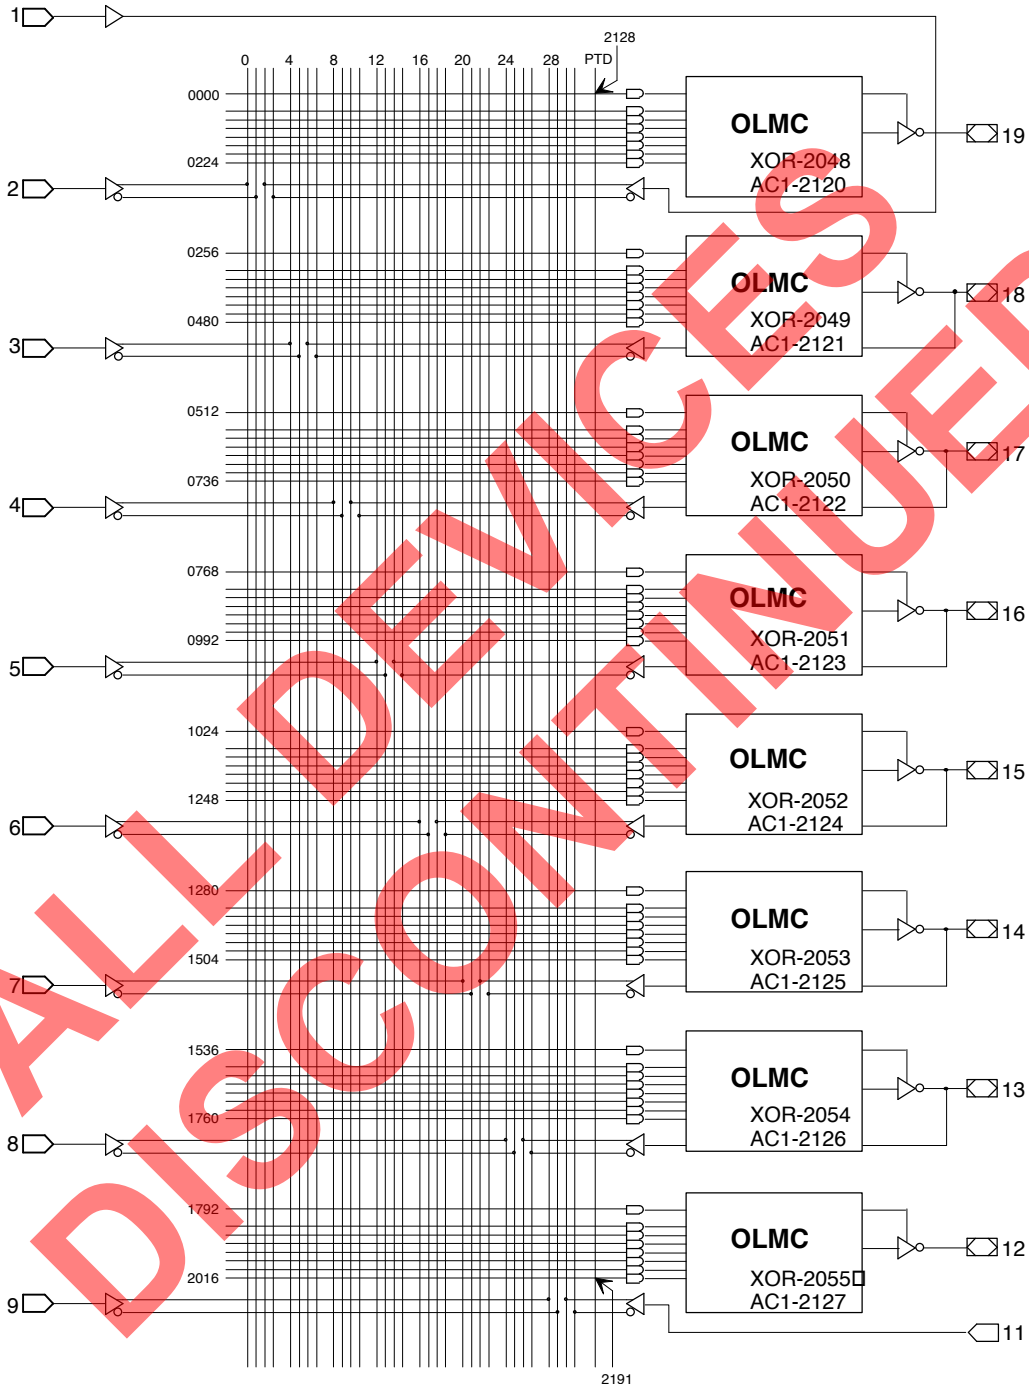 1
2128
0 4 8 12 16 20 24 28 PTD
0000
OLMC
19
XOR-2048
0224
AC1-2120
2
0256
OLMC
18
XOR-2049
0480
AC1-2121
3
0512
OLMC
17
XOR-2050
0736
AC1-2122
4
0768
OLMC
16
XOR-2051
0992
AC1-2123
5
1024
OLMC
15
XOR-2052
1248
AC1-2124
6
1280
OLMC
14
XOR-2053
1504
AC1-2125
7
1536
OLMC
13
XOR-2054
1760
AC1-2126
8
1792
OLMC
12
XOR-2055
2016
AC1-2127
9
11
2191
ALL DEVICES
DISCONTINUED